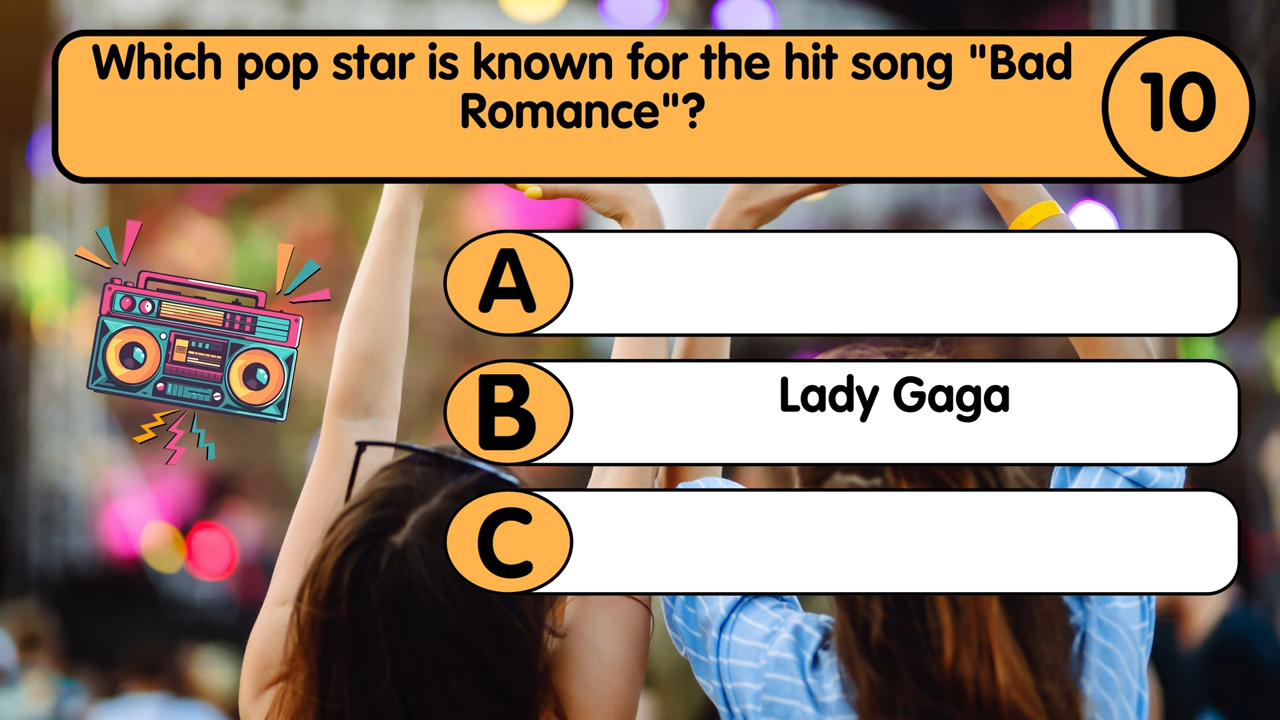 Which pop star is known for the hit song "Bad
Romance"?
10
A
B
Lady Gaga
C